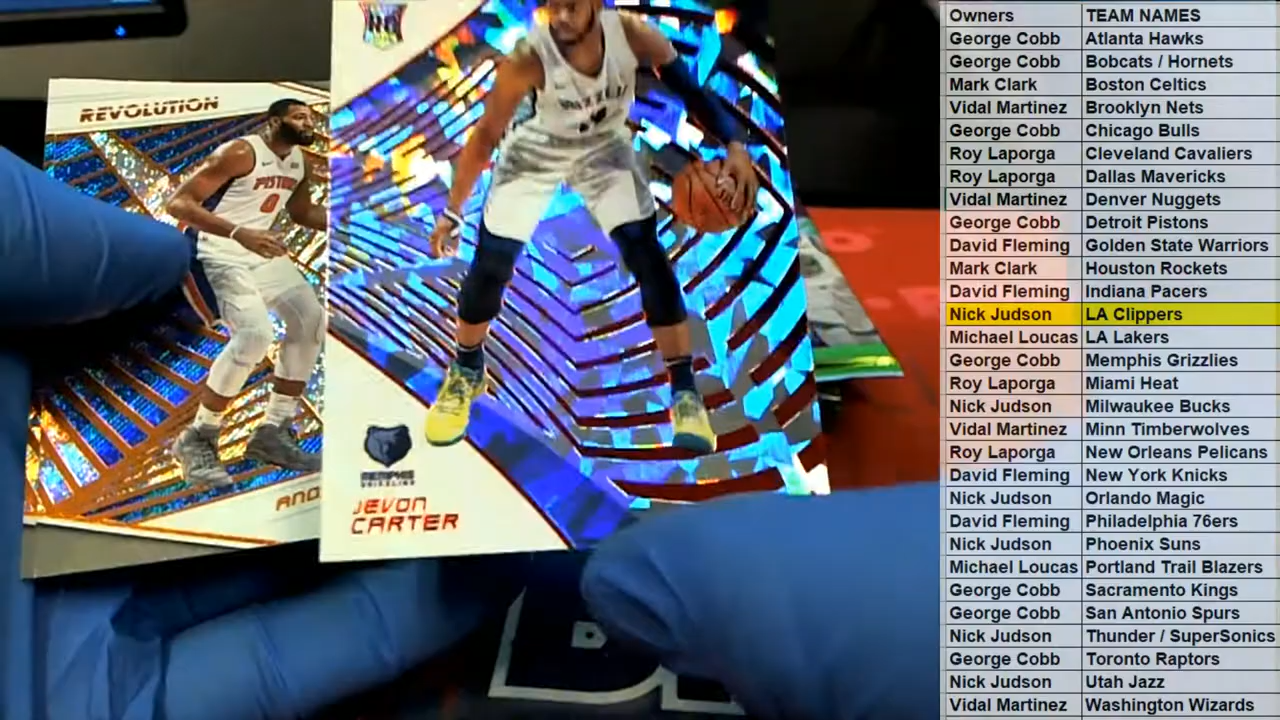 REVOLUTION
PISTONS
0
MEMPHIS
GRIZZLIES
JEVON
CARTER
Owners TEAM NAMES
George Cobb Atlanta Hawks
George Cobb Bobcats / Hornets
Mark Clark Boston Celtics
Vidal Martinez Brooklyn Nets
George Cobb Chicago Bulls
Roy Laporga Cleveland Cavaliers
Roy Laporga Dallas Mavericks
Vidal Martinez Denver Nuggets
George Cobb Detroit Pistons
David Fleming Golden State Warriors
Mark Clark Houston Rockets
David Fleming Indiana Pacers
Nick Judson LA Clippers
Michael Loucas LA Lakers
George Cobb Memphis Grizzlies
Roy Laporga Miami Heat
Nick Judson Milwaukee Bucks
Vidal Martinez Minn Timberwolves
Roy Laporga New Orleans Pelicans
David Fleming New York Knicks
Nick Judson Orlando Magic
David Fleming Philadelphia 76ers
Nick Judson Phoenix Suns
Michael Loucas Portland Trail Blazers
George Cobb Sacramento Kings
George Cobb San Antonio Spurs
Nick Judson Thunder / SuperSonics
George Cobb Toronto Raptors
Nick Judson Utah Jazz
Vidal Martinez Washington Wizards